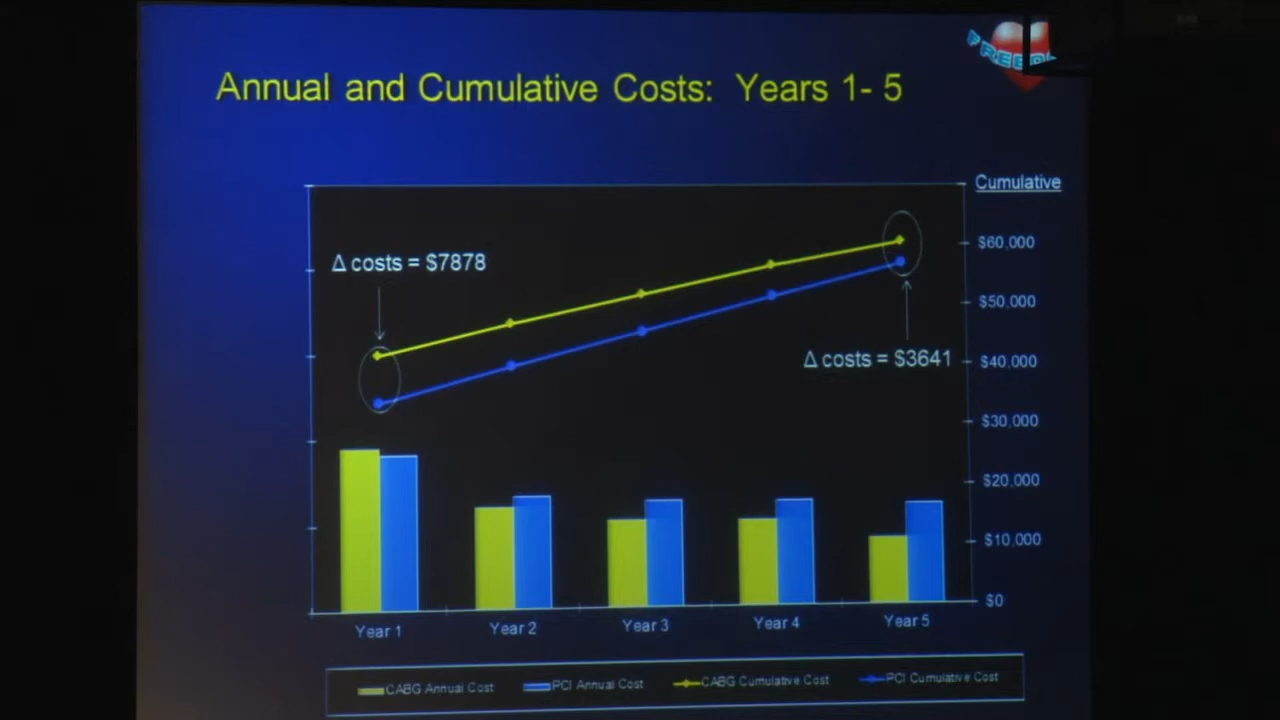 Annual and Cumulative Costs: Years 1- 5
Cumulative
$60,000
Δ costs = $7878
$50,000
Δ costs = $3641
$40,000
$30,000
$20,000
$10,000
$0
Year 1
Year 2
Year 3
Year 4
Year 5
CABG Annual Cost
PCI Annual Cost
CABG Cumulative Cost
PCI Cumulative Cost